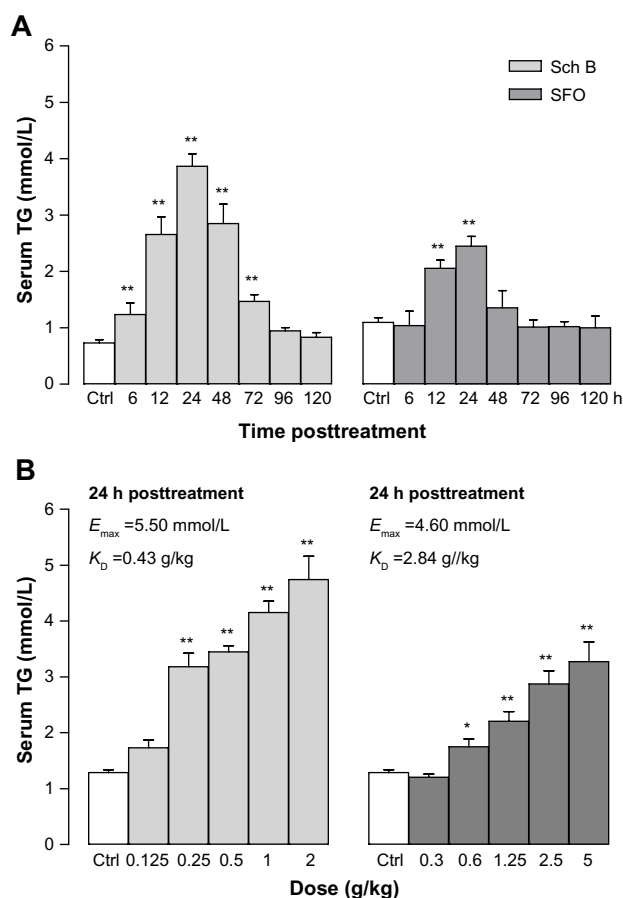 A
Sch B
SFO
Serum TG (mmol/L)
6
5
4
3
2
1
0
** ** ** ** **
** **
Ctrl 6 12 24 48 72 96 120 Ctrl 6 12 24 48 72 96 120 h
Time posttreatment
B
24 h posttreatment
E max =5.50 mmol/L
K D =0.43 g/kg
24 h posttreatment
E max =4.60 mmol/L
K D =2.84 g//kg
Serum TG (mmol/L)
6
5
4
3
2
1
0
** ** ** **
* ** ** **
Ctrl 0.125 0.25 0.5 1 2 Ctrl 0.3 0.6 1.25 2.5 5
Dose (g/kg)